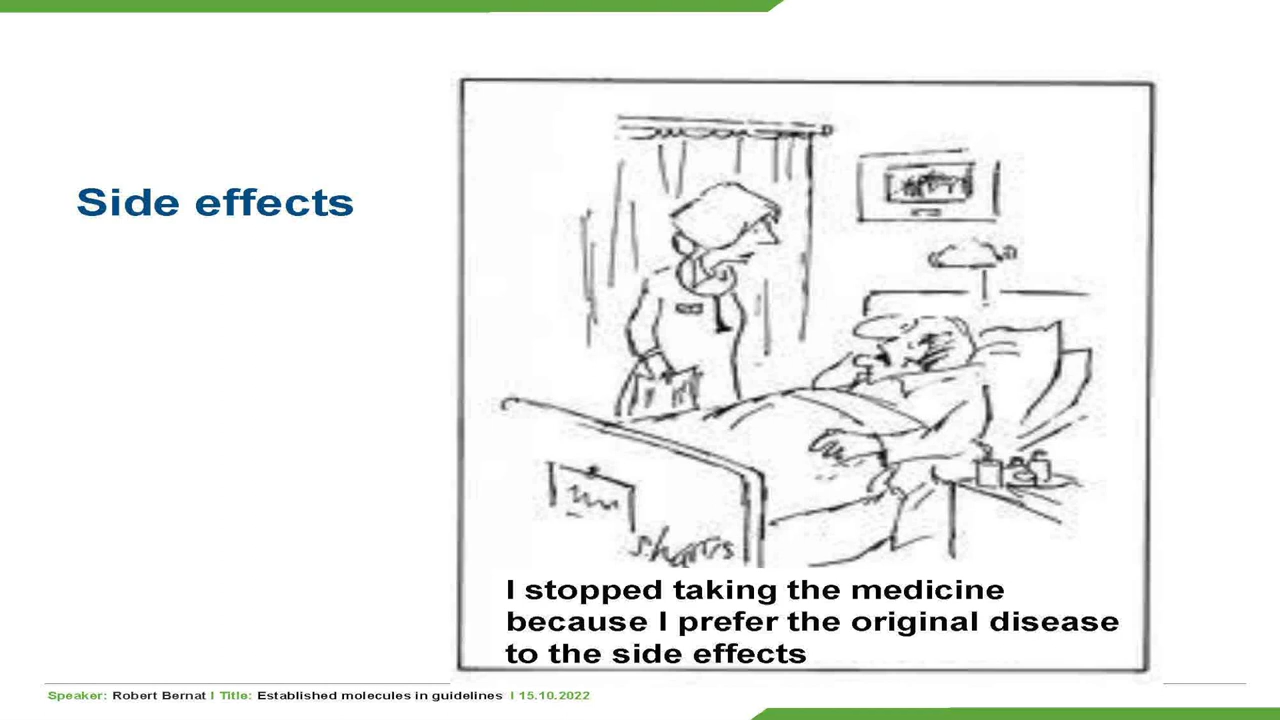 Side effects
S.Harris
I stopped taking the medicine
because I prefer the original disease
to the side effects
Speaker: Robert Bernat I Title: Established molecules in guidelines I 15.10.2022